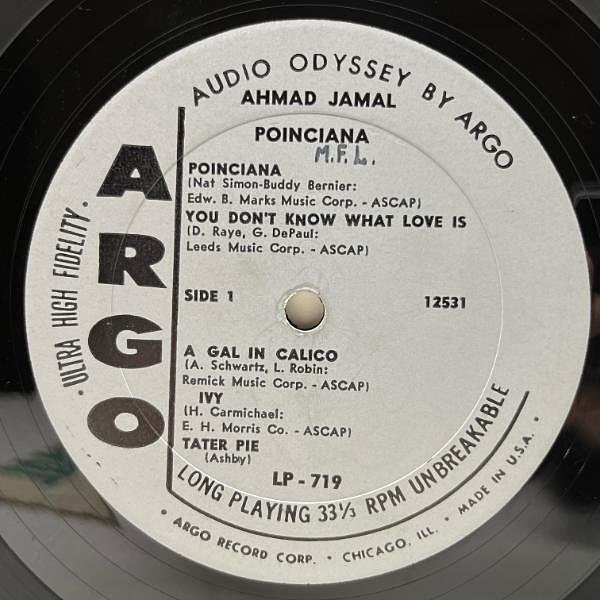 AUDIO ODYSSEY BY ARGO
AHMAD JAMAL
POINCIANA
M.F.L.
POINCIANA
(Nat Simon-Buddy Bernier:
Edw. B. Marks Music Corp. - ASCAP)
YOU DON'T KNOW WHAT LOVE IS
(D. Raye, G. DePaul:
Leeds Music Corp. - ASCAP)
ARGO
· ULTRA HIGH FIDELITY ·
SIDE 1
12531
A GAL IN CALICO
(A. Schwartz, L. Robin:
Remick Music Corp. - ASCAP)
IVY
(H. Carmichael:
E. H. Morris Co. - ASCAP)
TATER PIE
(Ashby)
LP - 719
LONG PLAYING 33⅓ RPM UNBREAKABLE
· ARGO RECORD CORP. · CHICAGO, ILL. · MADE IN U.S.A. ·